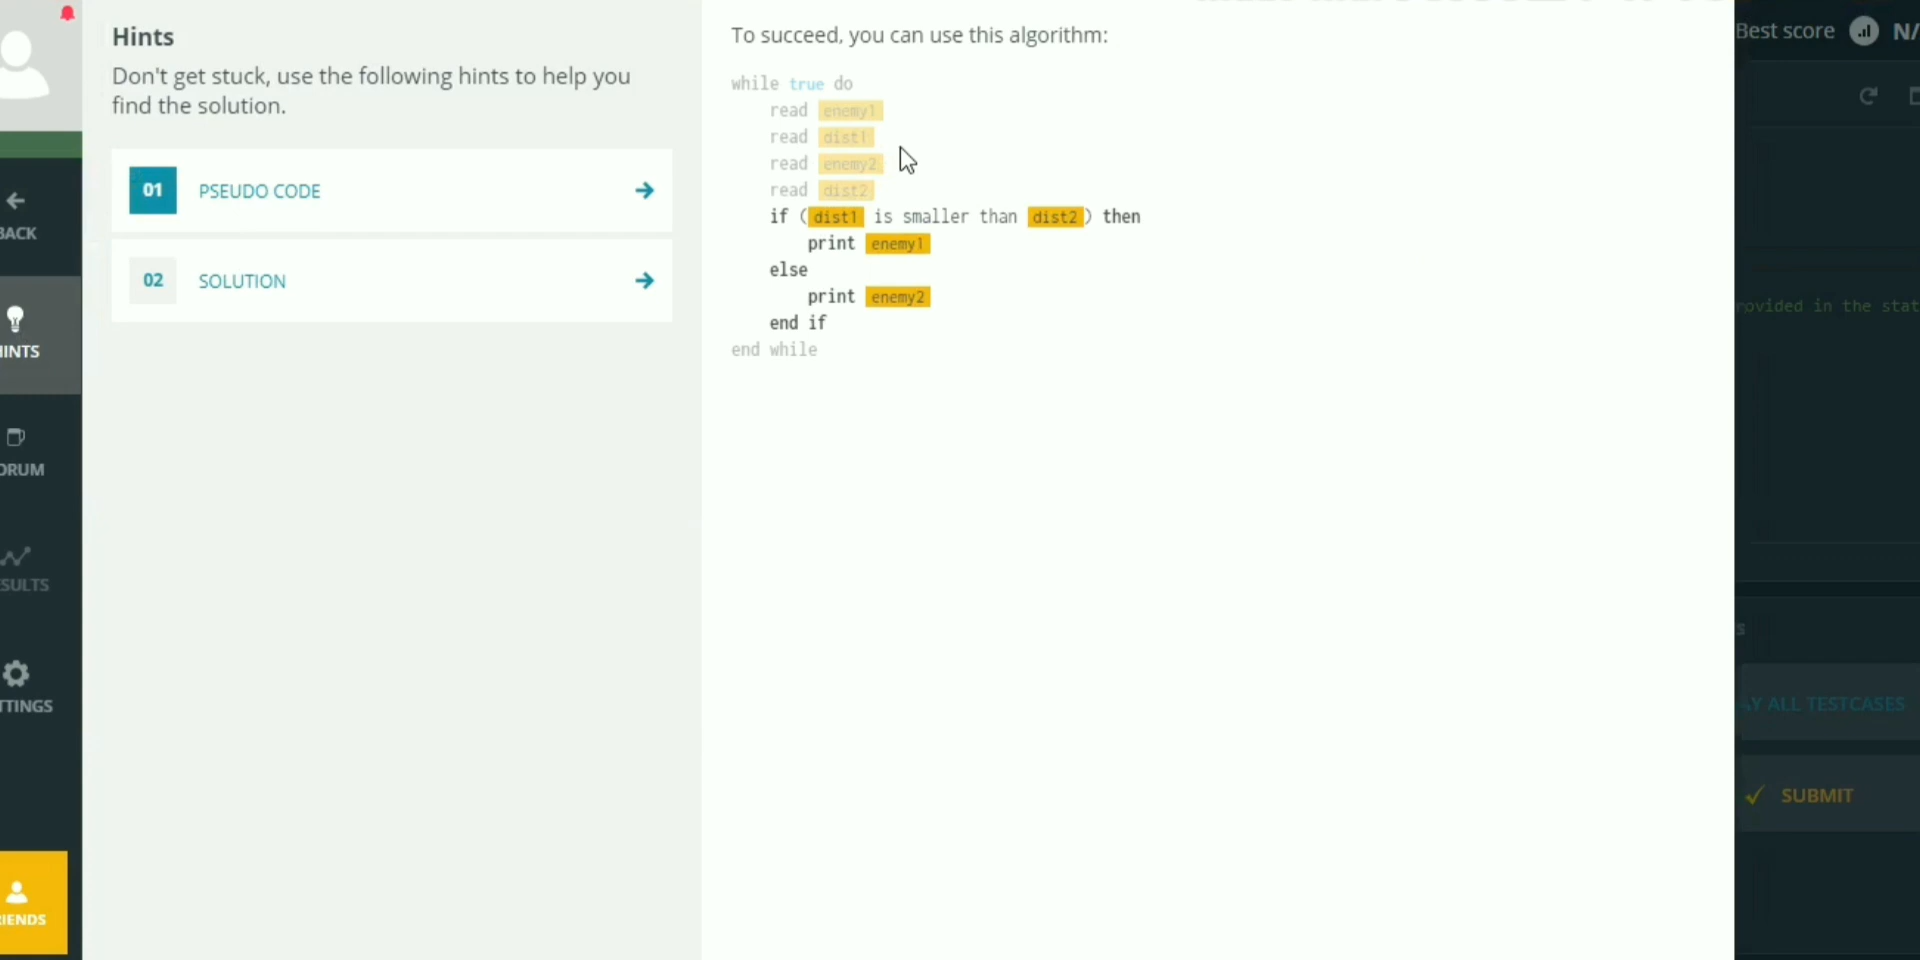 Hints
Don't get stuck, use the following hints to help you
find the solution.
01 PSEUDO CODE
02 SOLUTION
To succeed, you can use this algorithm:
while true do
read enemy1
read dist1
read enemy2
read dist2
if (dist1 is smaller than dist2) then
print enemy1
else
print enemy2
end if
end while
BACK
HINTS
ORUM
SULTS
TTINGS
IENDS
Best score N/
rovided in the stat
Y ALL TESTCASES
SUBMIT